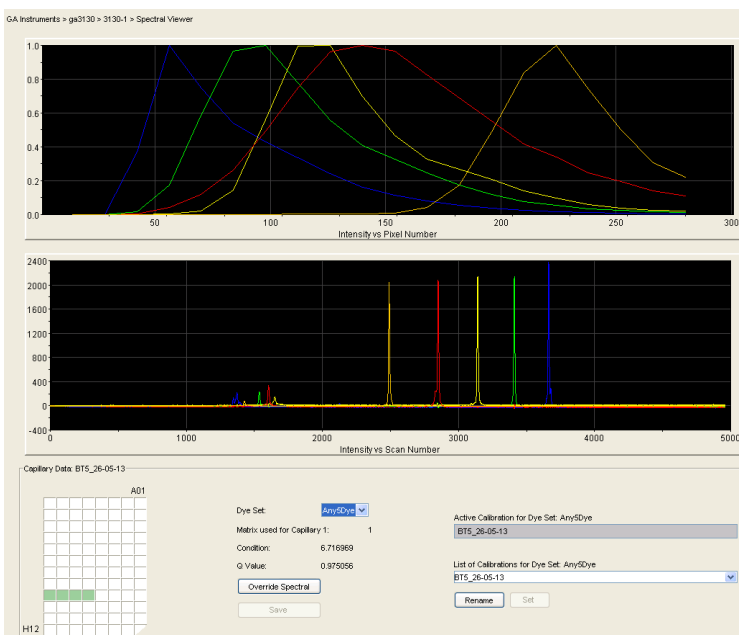 GA Instruments > ga3130 > 3130-1 > Spectral Viewer
1.0
0.8
0.6
0.4
0.2
0.0
50 100 150 200 250 300
Intensity vs Pixel Number
2400
2000
1600
1200
800
400
0
-400
0 1000 2000 3000 4000 5000
Intensity vs Scan Number
Capillary Data: BT5_26-05-13
A01
H12
Dye Set: Any5Dye
Matrix used for Capillary 1: 1
Condition: 6.716969
Q Value: 0.975056
Override Spectral
Save
Active Calibration for Dye Set: Any5Dye
BT5_26-05-13
List of Calibrations for Dye Set: Any5Dye
BT5_26-05-13
Rename Set